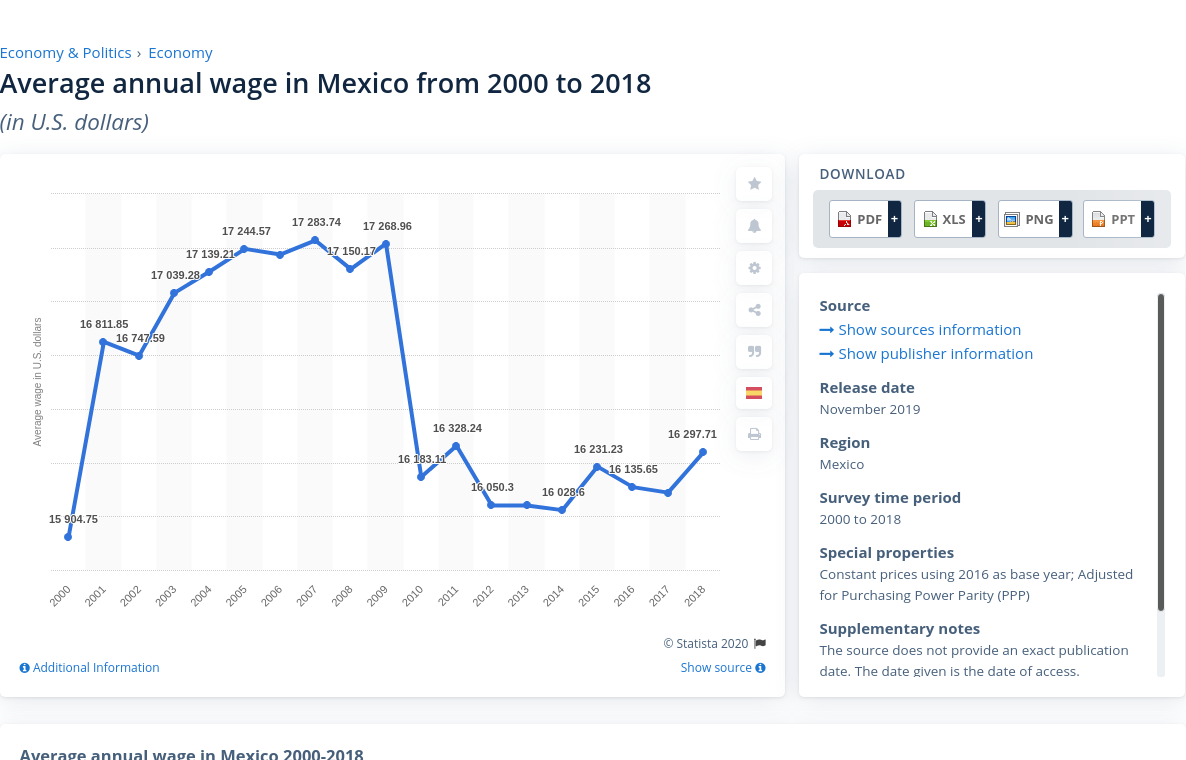 Economy & Politics › Economy
Average annual wage in Mexico from 2000 to 2018
(in U.S. dollars)
Average wage in U.S. dollars
15 904.75
16 811.85
16 747.59
17 039.28
17 139.21
17 244.57
17 283.74
17 150.17
17 268.96
16 183.11
16 328.24
16 050.3
16 028.6
16 231.23
16 135.65
16 297.71
2000 2001 2002 2003 2004 2005 2006 2007 2008 2009 2010 2011 2012 2013 2014 2015 2016 2017 2018
© Statista 2020
Additional Information
Show source
DOWNLOAD
PDF + XLS + PNG + PPT +
Source
Show sources information
Show publisher information
Release date
November 2019
Region
Mexico
Survey time period
2000 to 2018
Special properties
Constant prices using 2016 as base year; Adjusted
for Purchasing Power Parity (PPP)
Supplementary notes
The source does not provide an exact publication
date. The date given is the date of access.
Average annual wage in Mexico 2000-2018